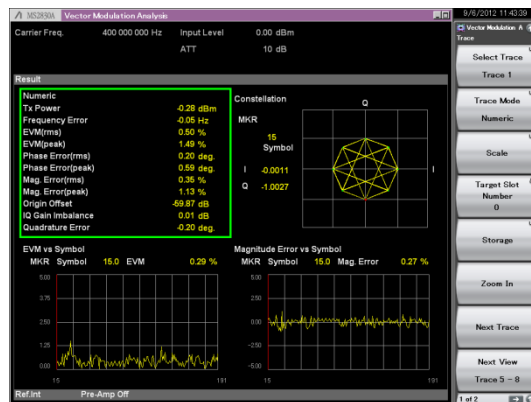 MS2830A Vector Modulation Analysis
9/6/2012 11:43:39
Carrier Freq. 400 000 000 Hz Input Level 0.00 dBm
ATT 10 dB
Result
Numeric
Tx Power -0.28 dBm
Frequency Error -0.05 Hz
EVM(rms) 0.50 %
EVM(peak) 1.49 %
Phase Error(rms) 0.20 deg.
Phase Error(peak) 0.59 deg.
Mag. Error(rms) 0.35 %
Mag. Error(peak) 1.13 %
Origin Offset -59.87 dB
IQ Gain Imbalance 0.01 dB
Quadrature Error -0.20 deg.
Constellation
Q
MKR
15
Symbol
I -0.0011
Q -1.0027
I
EVM vs Symbol
MKR Symbol 15.0 EVM 0.29 %
5.00
3.75
2.50
1.25
0.00
15 191
Magnitude Error vs Symbol
MKR Symbol 15.0 Mag. Error 0.27 %
5.00
2.50
0.00
-2.50
-5.00
15 191
Ref.Int Pre-Amp Off
Vector Modulation A
Trace
Select Trace
Trace 1
Trace Mode
Numeric
Scale
Target Slot
Number
0
Storage
Zoom In
Next Trace
Next View
Trace 5 - 8
1 of 2